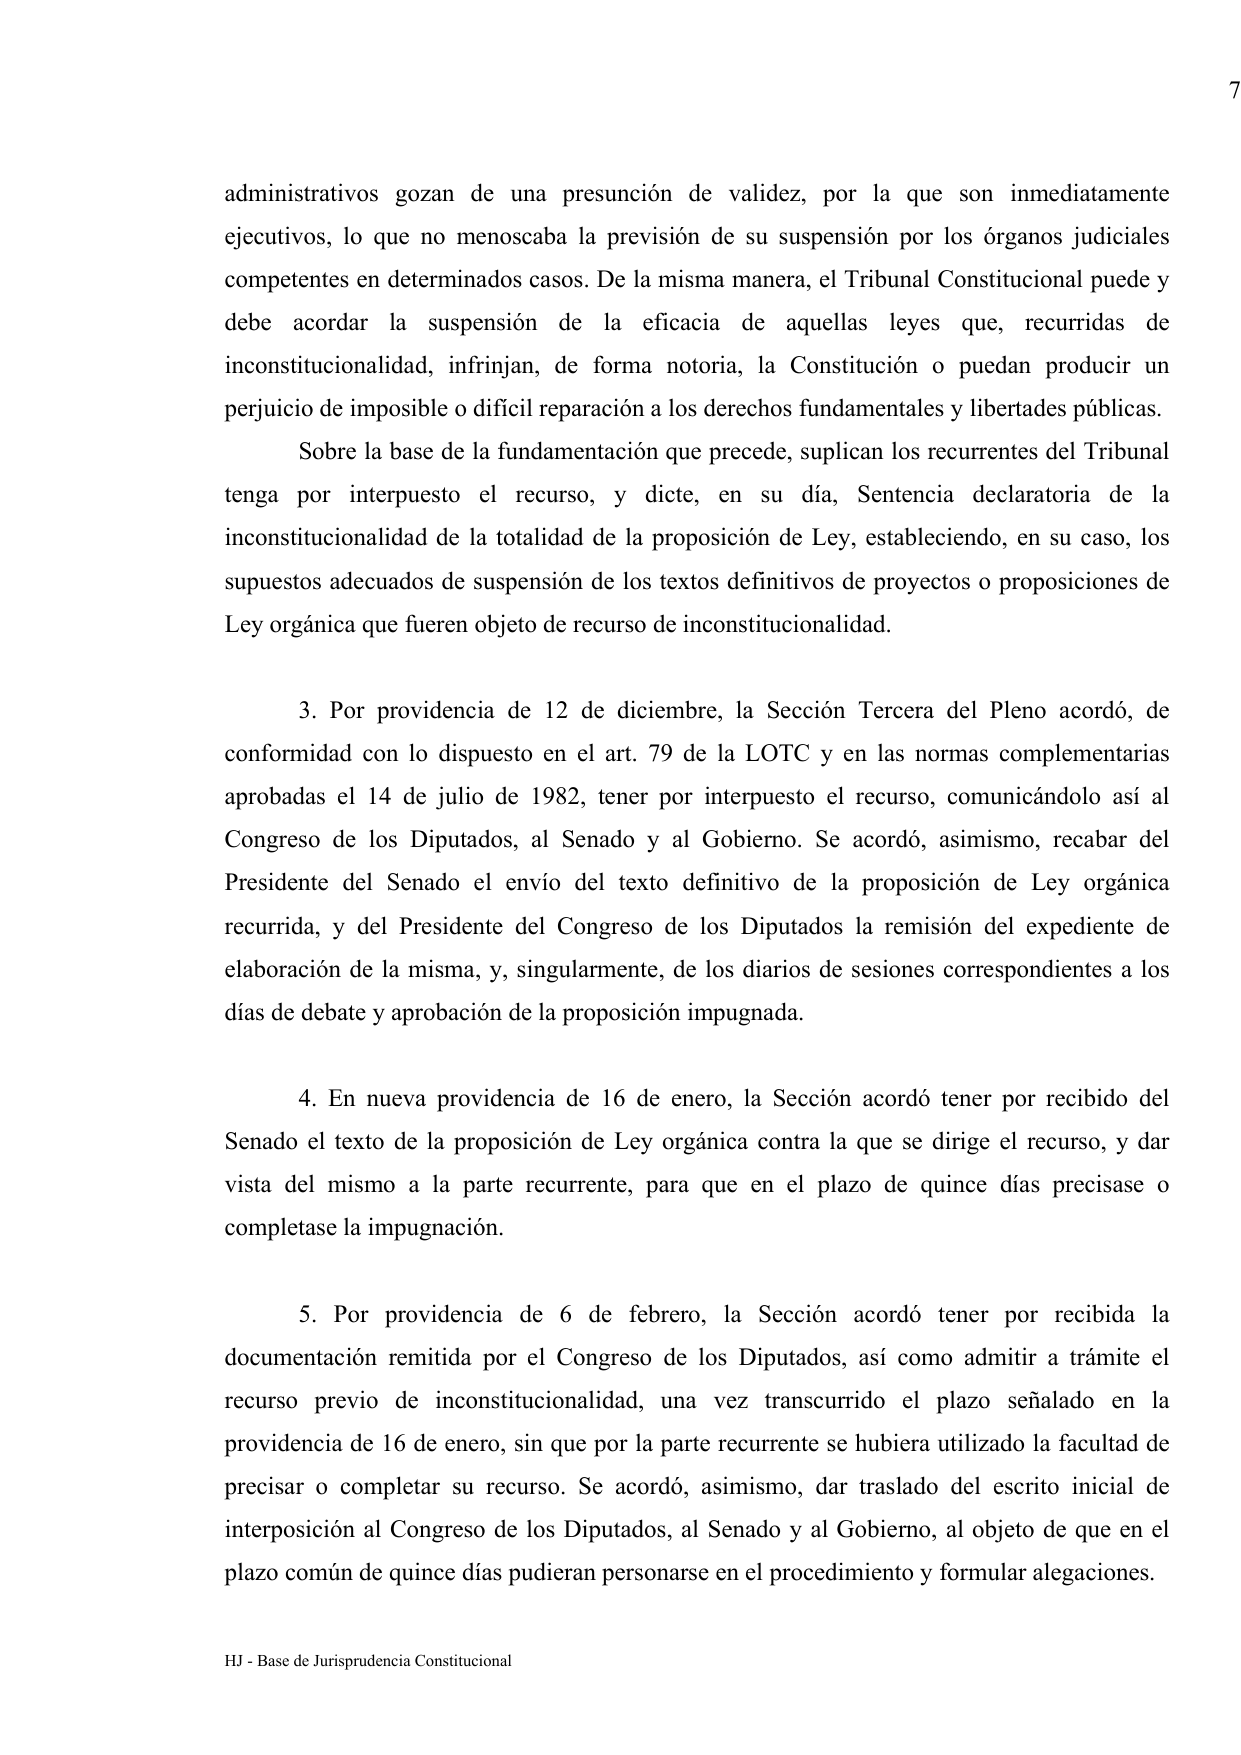 7
administrativos gozan de una presunción de validez, por la que son inmediatamente
ejecutivos, lo que no menoscaba la previsión de su suspensión por los órganos judiciales
competentes en determinados casos. De la misma manera, el Tribunal Constitucional puede y
debe acordar la suspensión de la eficacia de aquellas leyes que, recurridas de
inconstitucionalidad, infrinjan, de forma notoria, la Constitución o puedan producir un
perjuicio de imposible o difícil reparación a los derechos fundamentales y libertades públicas.
Sobre la base de la fundamentación que precede, suplican los recurrentes del Tribunal
tenga por interpuesto el recurso, y dicte, en su día, Sentencia declaratoria de la
inconstitucionalidad de la totalidad de la proposición de Ley, estableciendo, en su caso, los
supuestos adecuados de suspensión de los textos definitivos de proyectos o proposiciones de
Ley orgánica que fueren objeto de recurso de inconstitucionalidad.
3. Por providencia de 12 de diciembre, la Sección Tercera del Pleno acordó, de
conformidad con lo dispuesto en el art. 79 de la LOTC y en las normas complementarias
aprobadas el 14 de julio de 1982, tener por interpuesto el recurso, comunicándolo así al
Congreso de los Diputados, al Senado y al Gobierno. Se acordó, asimismo, recabar del
Presidente del Senado el envío del texto definitivo de la proposición de Ley orgánica
recurrida, y del Presidente del Congreso de los Diputados la remisión del expediente de
elaboración de la misma, y, singularmente, de los diarios de sesiones correspondientes a los
días de debate y aprobación de la proposición impugnada.
4. En nueva providencia de 16 de enero, la Sección acordó tener por recibido del
Senado el texto de la proposición de Ley orgánica contra la que se dirige el recurso, y dar
vista del mismo a la parte recurrente, para que en el plazo de quince días precisase o
completase la impugnación.
5. Por providencia de 6 de febrero, la Sección acordó tener por recibida la
documentación remitida por el Congreso de los Diputados, así como admitir a trámite el
recurso previo de inconstitucionalidad, una vez transcurrido el plazo señalado en la
providencia de 16 de enero, sin que por la parte recurrente se hubiera utilizado la facultad de
precisar o completar su recurso. Se acordó, asimismo, dar traslado del escrito inicial de
interposición al Congreso de los Diputados, al Senado y al Gobierno, al objeto de que en el
plazo común de quince días pudieran personarse en el procedimiento y formular alegaciones.
HJ - Base de Jurisprudencia Constitucional